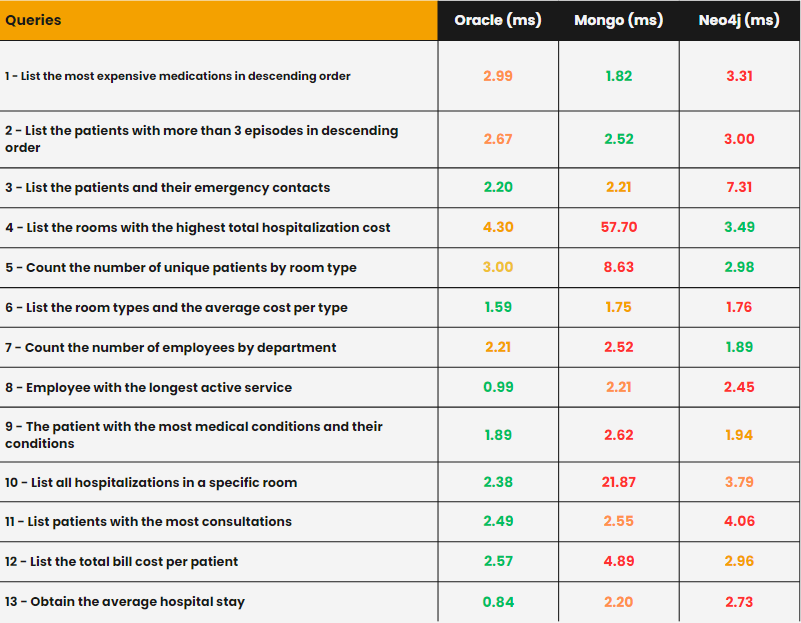 Queries Oracle (ms) Mongo (ms) Neo4j (ms)
1 - List the most expensive medications in descending order 2.99 1.82 3.31
2 - List the patients with more than 3 episodes in descending
order 2.67 2.52 3.00
3 - List the patients and their emergency contacts 2.20 2.21 7.31
4 - List the rooms with the highest total hospitalization cost 4.30 57.70 3.49
5 - Count the number of unique patients by room type 3.00 8.63 2.98
6 - List the room types and the average cost per type 1.59 1.75 1.76
7 - Count the number of employees by department 2.21 2.52 1.89
8 - Employee with the longest active service 0.99 2.21 2.45
9 - The patient with the most medical conditions and their
conditions 1.89 2.62 1.94
10 - List all hospitalizations in a specific room 2.38 21.87 3.79
11 - List patients with the most consultations 2.49 2.55 4.06
12 - List the total bill cost per patient 2.57 4.89 2.96
13 - Obtain the average hospital stay 0.84 2.20 2.73